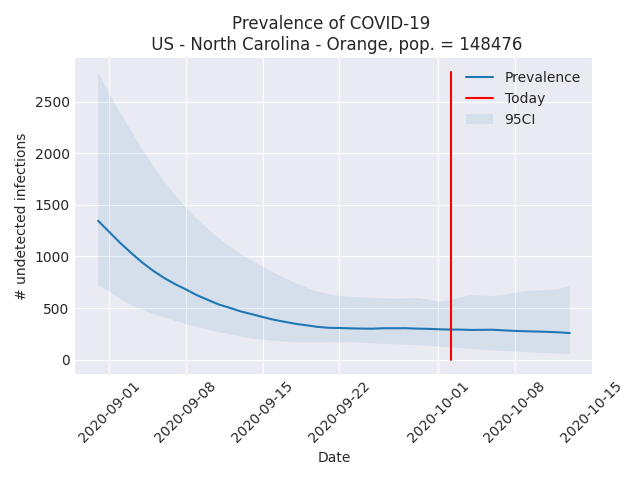 Prevalence of COVID-19
US - North Carolina - Orange, pop. = 148476
Prevalence
Today
95CI
# undetected infections
2500
2000
1500
1000
500
0
2020-09-01
2020-09-08
2020-09-15
2020-09-22
2020-10-01
2020-10-08
2020-10-15
Date